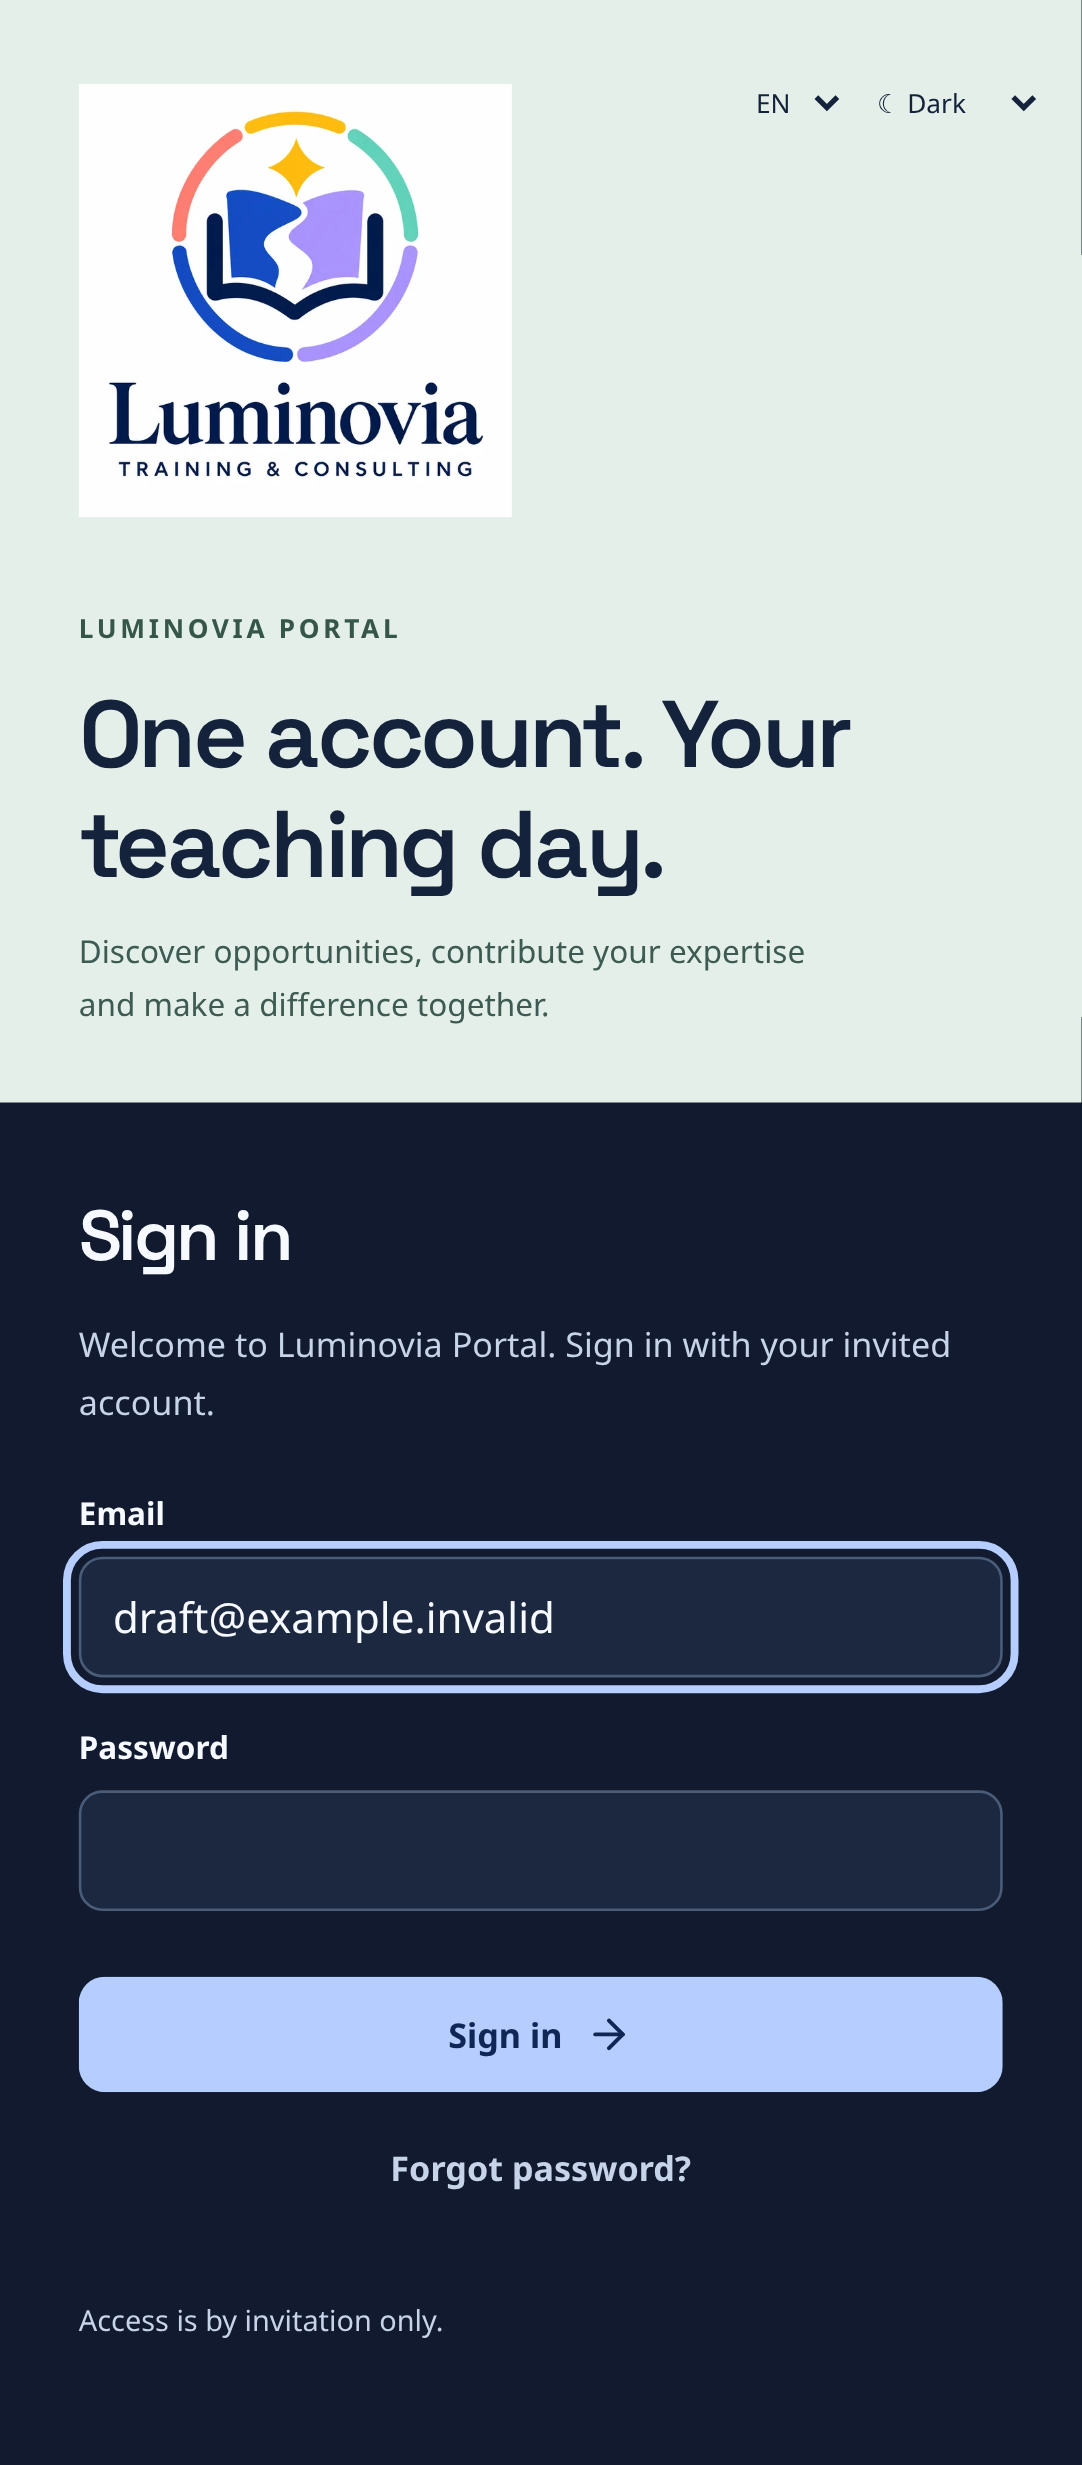 EN
☾ Dark
Luminovia
TRAINING & CONSULTING
LUMINOVIA PORTAL
One account. Your
teaching day.
Discover opportunities, contribute your expertise
and make a difference together.
Sign in
Welcome to Luminovia Portal. Sign in with your invited
account.
Email
draft@example.invalid
Password
Sign in →
Forgot password?
Access is by invitation only.